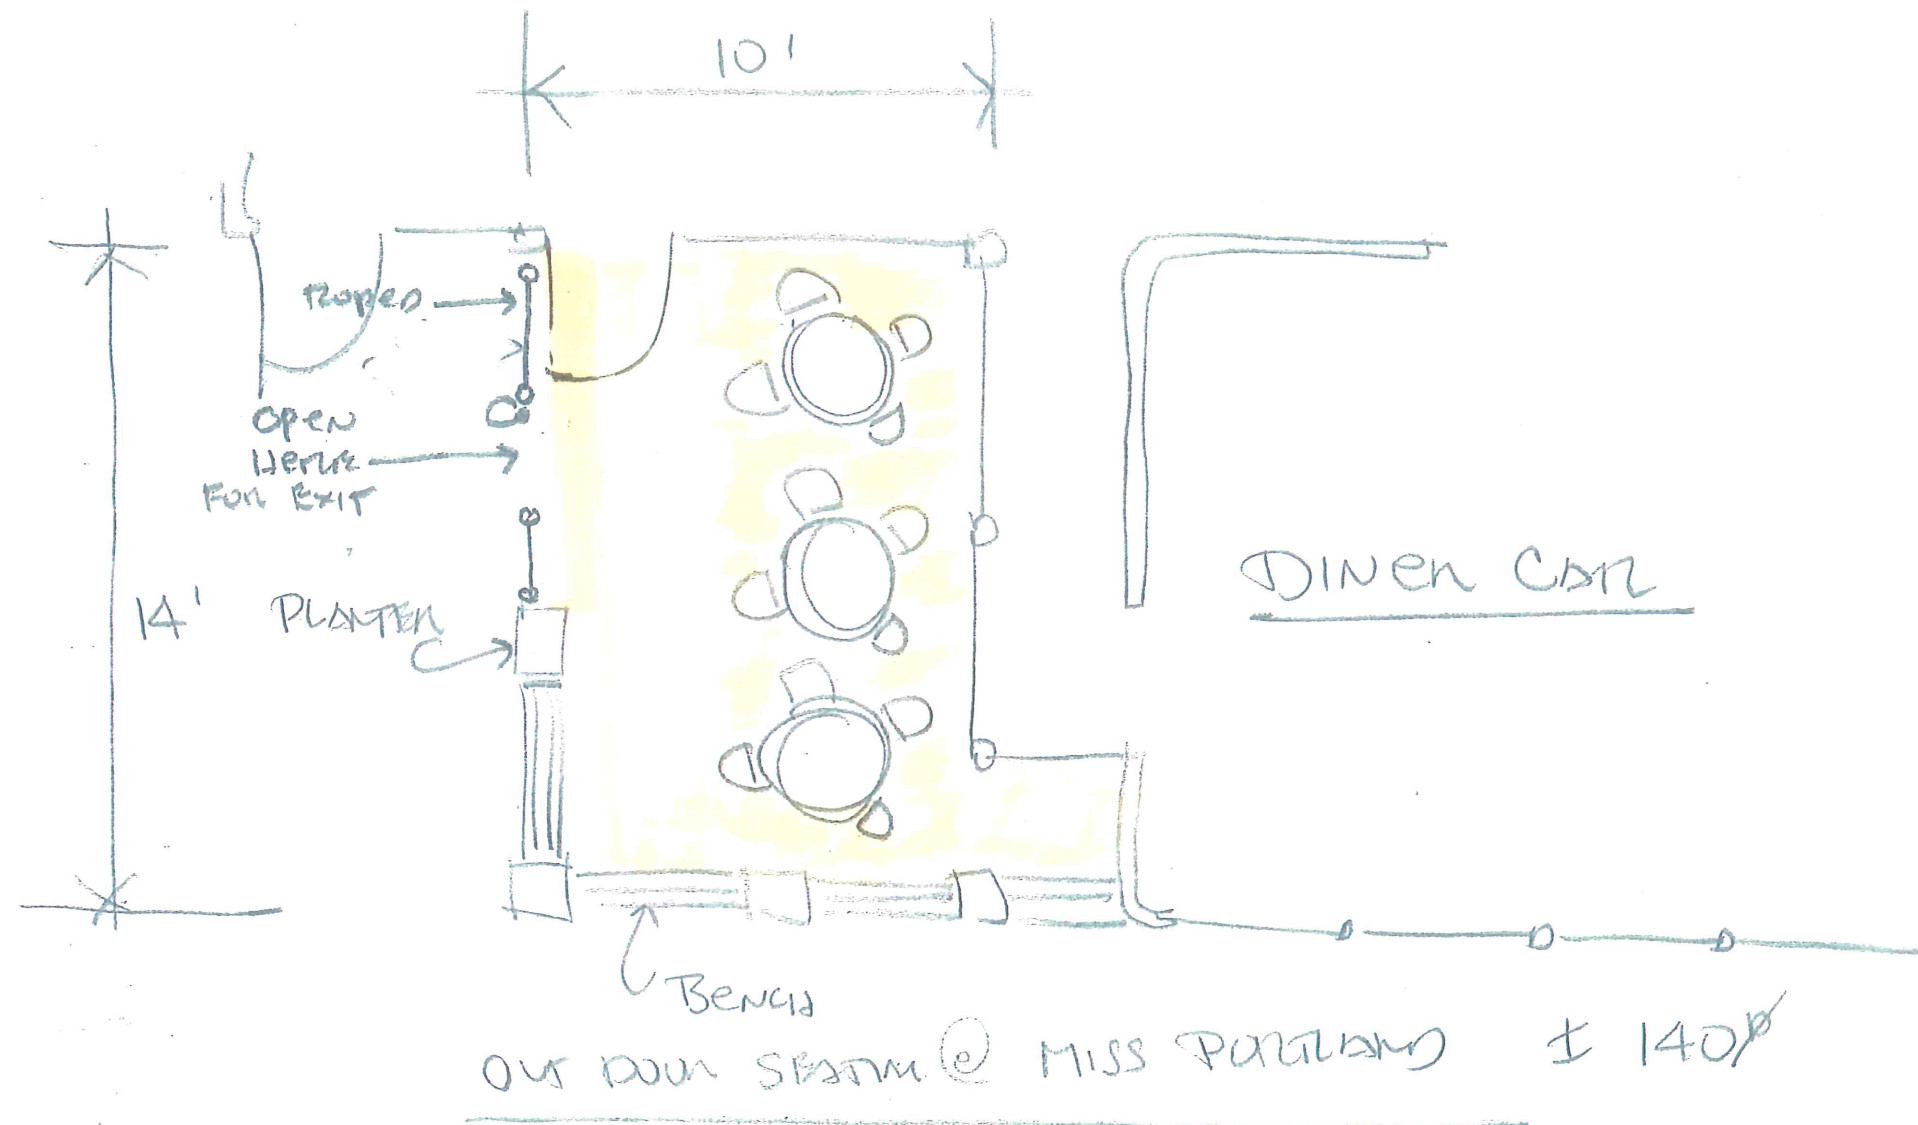 10'
ROPED
OPEN
HERE
FOR EXIT
14'
PLANTER
DINER CAR
BENCH
OUT DOOR SEATING @ MISS PORTLAND ± 140